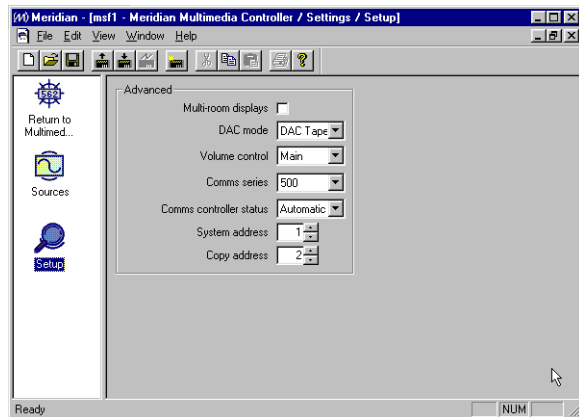 (M) Meridian - [msf1 - Meridian Multimedia Controller / Settings / Setup]
File Edit View Window Help
562
Return to
Multimed...
Sources
Setup
Advanced
Multi-room displays
DAC mode DAC Tape
Volume control Main
Comms series 500
Comms controller status Automatic
System address 1
Copy address 2
Ready NUM